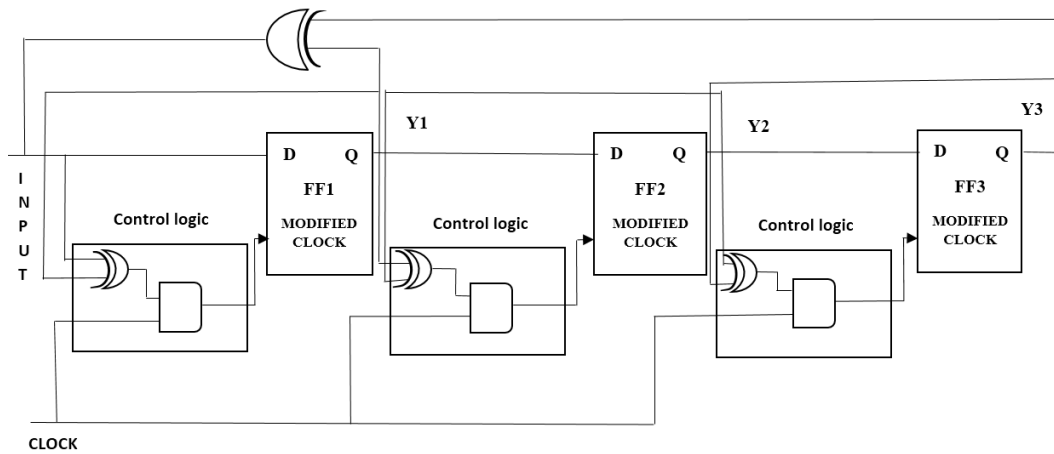 Y1
Y2
Y3
D Q
FF1
MODIFIED
CLOCK
D Q
FF2
MODIFIED
CLOCK
D Q
FF3
MODIFIED
CLOCK
INPUT
Control logic
Control logic
Control logic
CLOCK